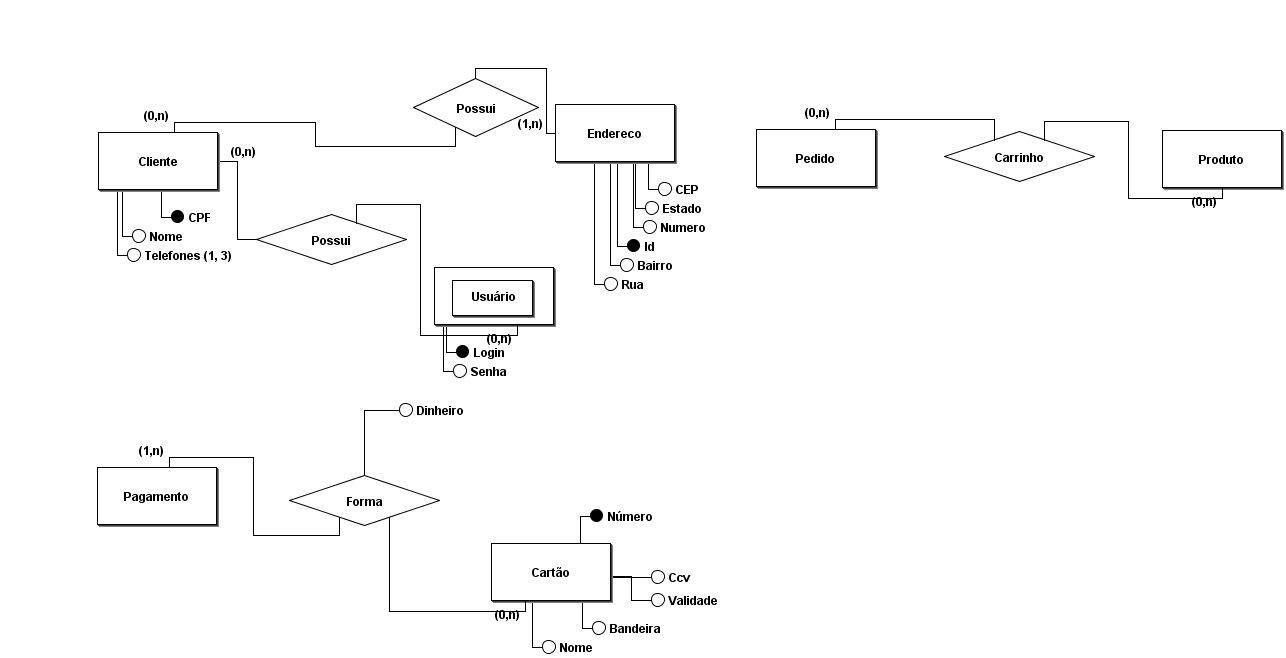 Possui
(0,n)
(1,n)
Endereco
Cliente
(0,n)
CPF
Nome
Telefones (1, 3)
CEP
Estado
Numero
Id
Bairro
Rua
Possui
Usuário
(0,n)
Login
Senha
(0,n)
Pedido
Carrinho
Produto
(0,n)
Dinheiro
(1,n)
Pagamento
Forma
Número
Cartão
Ccv
Validade
(0,n)
Bandeira
Nome